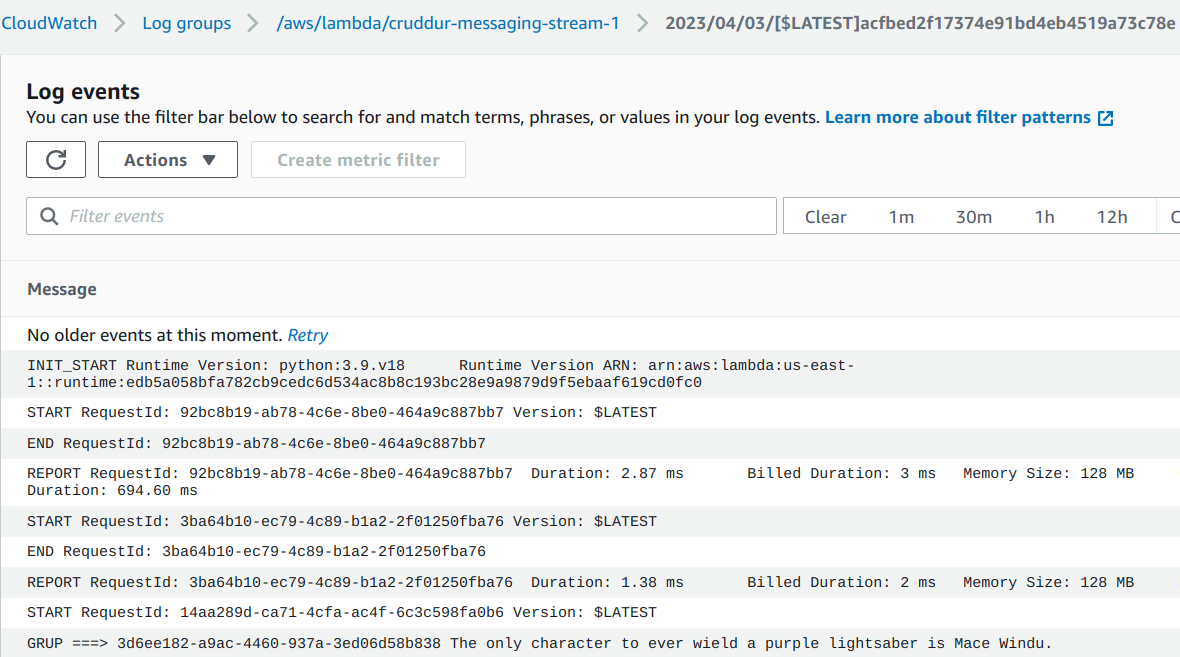 CloudWatch > Log groups > /aws/lambda/cruddur-messaging-stream-1 > 2023/04/03/[$LATEST]acfbed2f17374e91bd4eb4519a73c78e
Log events
You can use the filter bar below to search for and match terms, phrases, or values in your log events. Learn more about filter patterns
Actions ▼ Create metric filter
Filter events Clear 1m 30m 1h 12h
Message
No older events at this moment. Retry
INIT_START Runtime Version: python:3.9.v18 Runtime Version ARN: arn:aws:lambda:us-east-
1::runtime:edb5a058bfa782cb9cedc6d534ac8b8c193bc28e9a9879d9f5ebaaf619cd0fc0
START RequestId: 92bc8b19-ab78-4c6e-8be0-464a9c887bb7 Version: $LATEST
END RequestId: 92bc8b19-ab78-4c6e-8be0-464a9c887bb7
REPORT RequestId: 92bc8b19-ab78-4c6e-8be0-464a9c887bb7 Duration: 2.87 ms Billed Duration: 3 ms Memory Size: 128 MB
Duration: 694.60 ms
START RequestId: 3ba64b10-ec79-4c89-b1a2-2f01250fba76 Version: $LATEST
END RequestId: 3ba64b10-ec79-4c89-b1a2-2f01250fba76
REPORT RequestId: 3ba64b10-ec79-4c89-b1a2-2f01250fba76 Duration: 1.38 ms Billed Duration: 2 ms Memory Size: 128 MB
START RequestId: 14aa289d-ca71-4cfa-ac4f-6c3c598fa0b6 Version: $LATEST
GRUP ===> 3d6ee182-a9ac-4460-937a-3ed06d58b838 The only character to ever wield a purple lightsaber is Mace Windu.